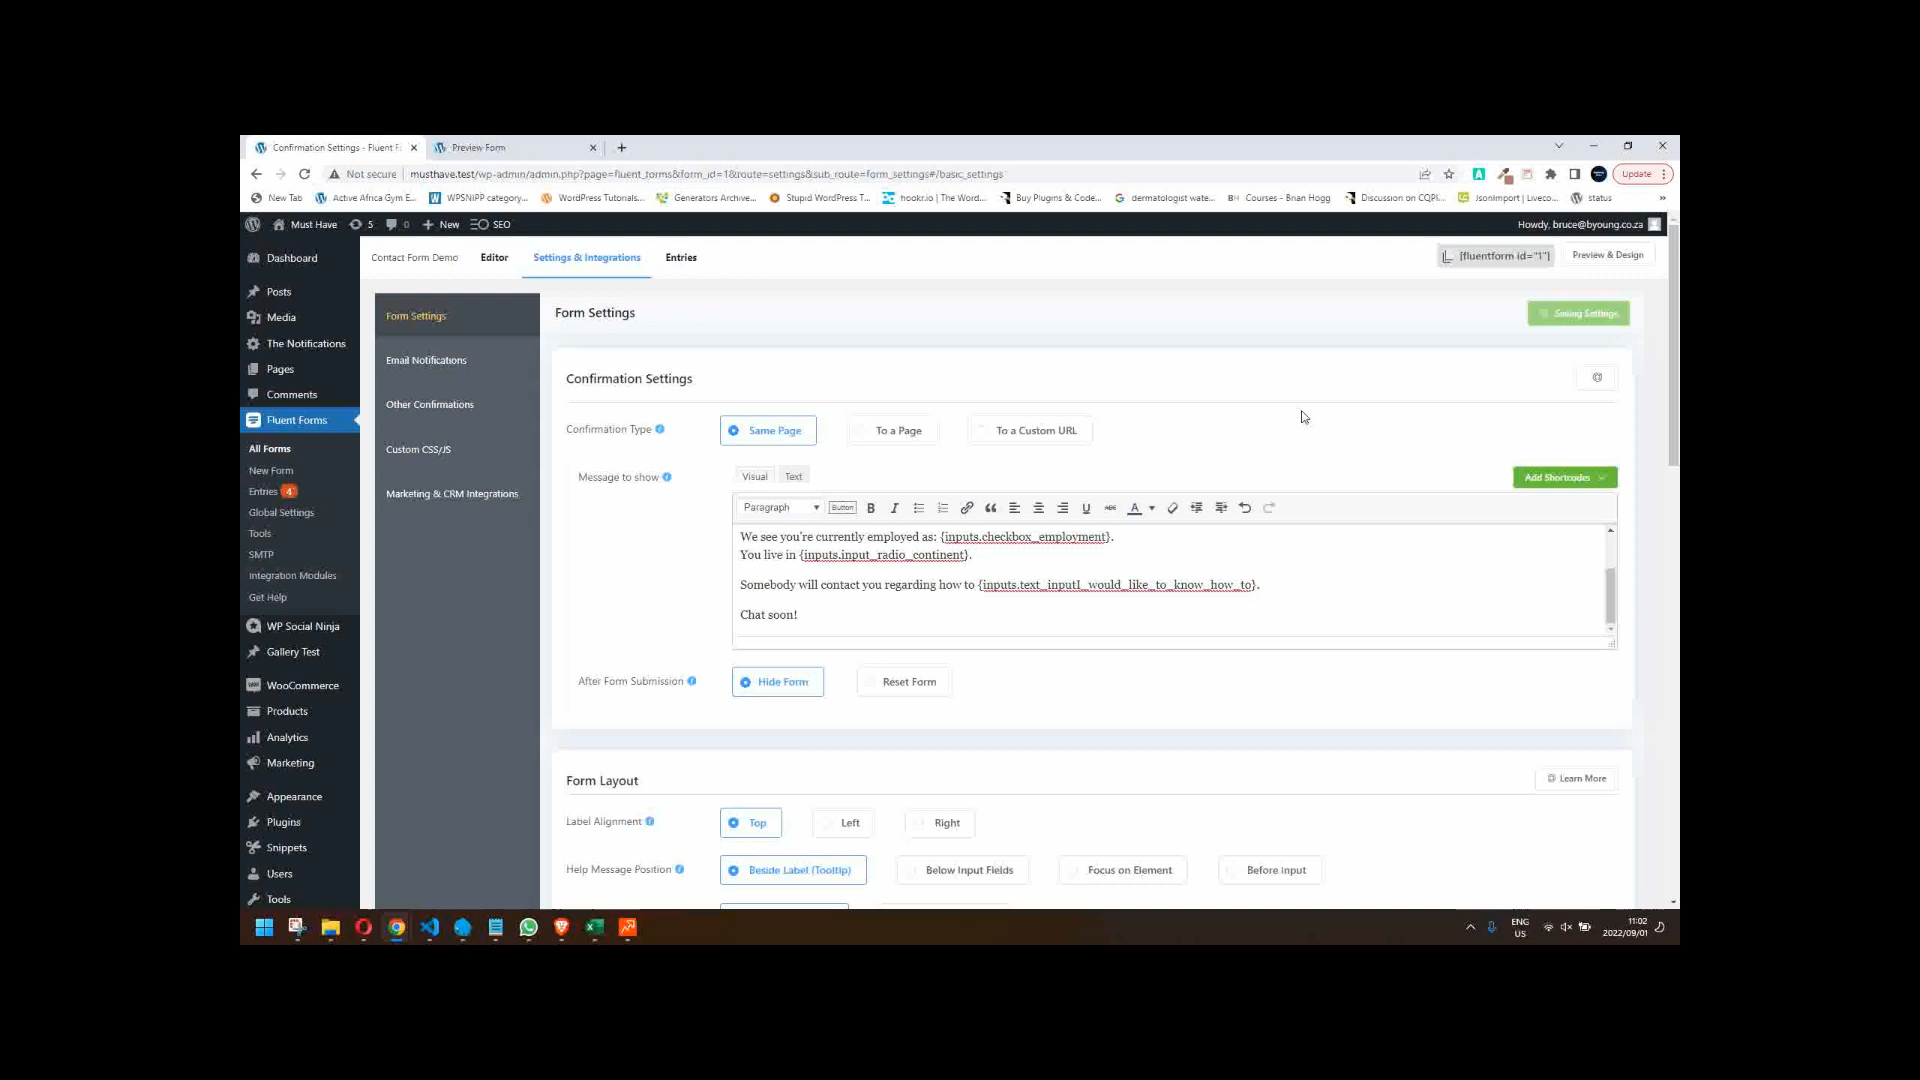 Confirmation Settings - Fluent F
Preview Form
Not secure
musthave.test/wp-admin/admin.php?page=fluent_forms&form_id=1&route=settings&sub_route=form_settings#/basic_settings
Update
New Tab
Active Africa Gym E...
WPSNIPP category...
WordPress Tutorials...
Generators Archive...
Stupid WordPress T...
hookr.io | The Word...
Buy Plugins & Code...
dermatologist wate...
Courses - Brian Hogg
Discussion on CQPI...
JsonImport | Liveco...
status
»
Must Have
5
0
New
SEO
Howdy, bruce@byoung.co.za
Dashboard
Posts
Media
The Notifications
Pages
Comments
Fluent Forms
All Forms
New Form
Entries 4
Global Settings
Tools
SMTP
Integration Modules
Get Help
WP Social Ninja
Gallery Test
WooCommerce
Products
Analytics
Marketing
Appearance
Plugins
Snippets
Users
Tools
Contact Form Demo
Editor
Settings & Integrations
Entries
[fluentform id="1"]
Preview & Design
Form Settings
Email Notifications
Other Confirmations
Custom CSS/JS
Marketing & CRM Integrations
Form Settings
Saving Settings
Confirmation Settings
Confirmation Type
Same Page
To a Page
To a Custom URL
Message to show
Visual
Text
Add Shortcodes
Paragraph
Button
B
I
U
ABC
A
We see you're currently employed as: {inputs.checkbox_employment}.
You live in {inputs.input_radio_continent}.
Somebody will contact you regarding how to {inputs.text_inputI_would_like_to_know_how_to}.
Chat soon!
After Form Submission
Hide Form
Reset Form
Form Layout
Learn More
Label Alignment
Top
Left
Right
Help Message Position
Beside Label (Tooltip)
Below Input Fields
Focus on Element
Before Input
ENG
US
11:02
2022/09/01